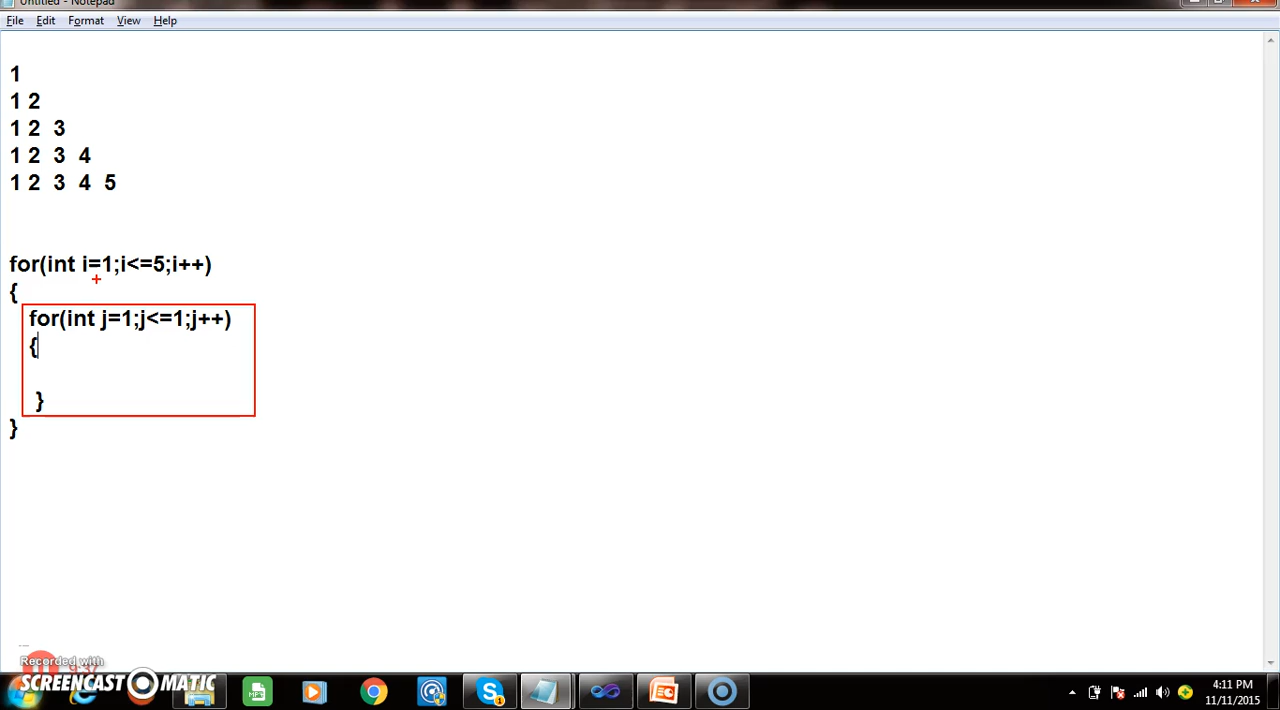 Untitled - Notepad
File Edit Format View Help
1
1 2
1 2 3
1 2 3 4
1 2 3 4 5
for(int i=1;i<=5;i++)
{
for(int j=1;j<=1;j++)
{
}
}
Recorded with
SCREENCAST MATIC
4:11 PM
11/11/2015